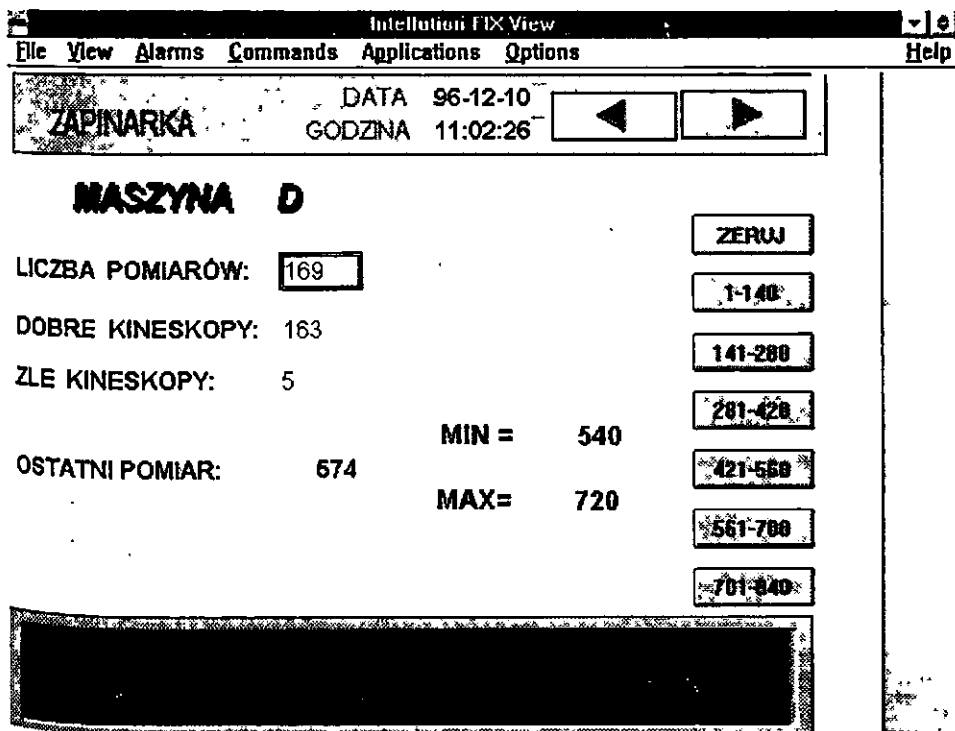 Intellution FIX View
File View Alarms Commands Applications Options Help
ZAPINARKA
DATA 96-12-10
GODZINA 11:02:26
MASZYNA D
ZERUJ
LICZBA POMIARÓW: 169
1-140
DOBRE KINESKOPY: 163
141-280
ZLE KINESKOPY: 5
281-420
MIN = 540
OSTATNI POMIAR: 674
421-560
MAX= 720
561-700
701-840